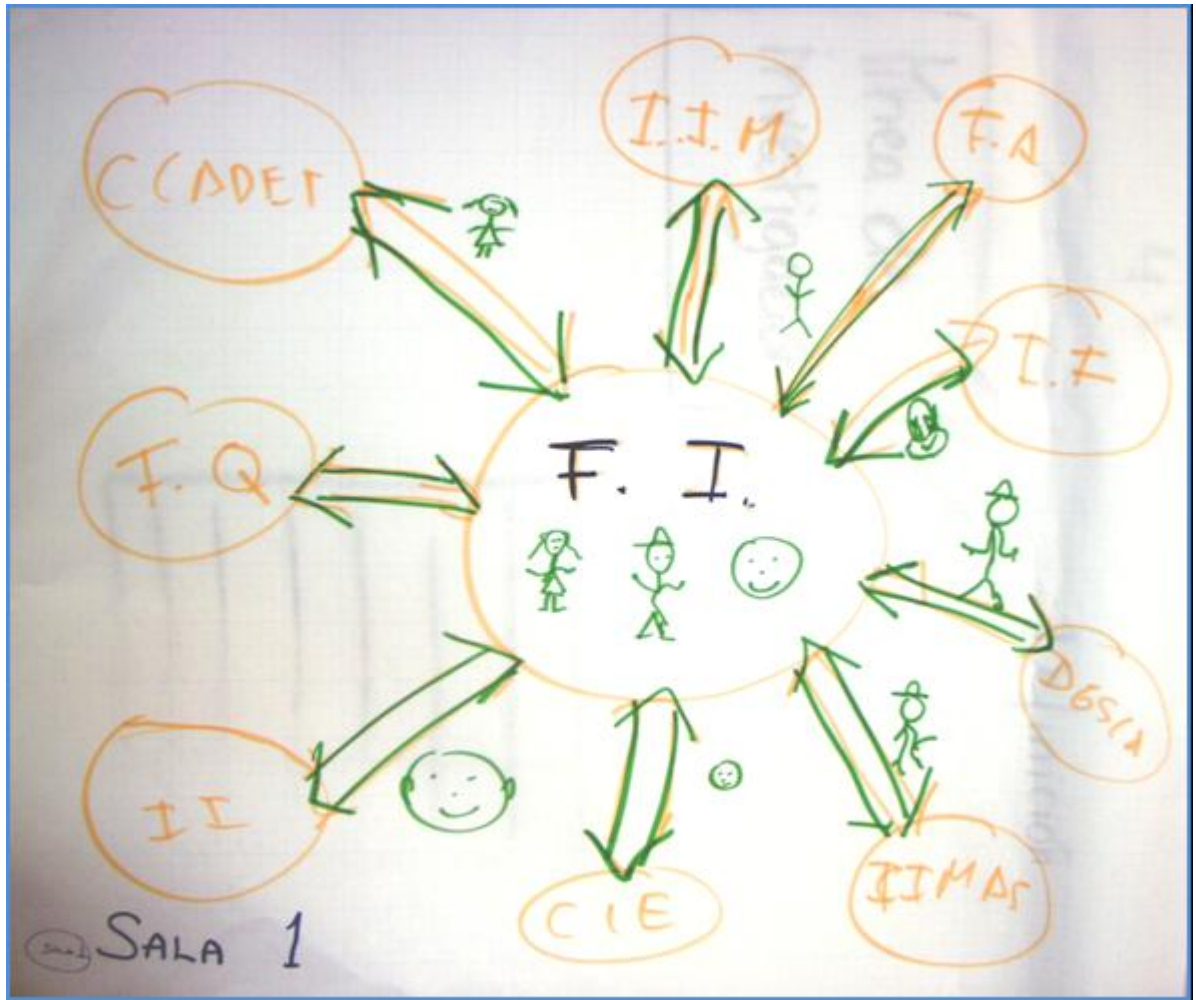 I.I.M.
F.A
CCADET
I.I
F.Q
F. I.
DGSCA
II
IIMAS
CIE
SALA 1